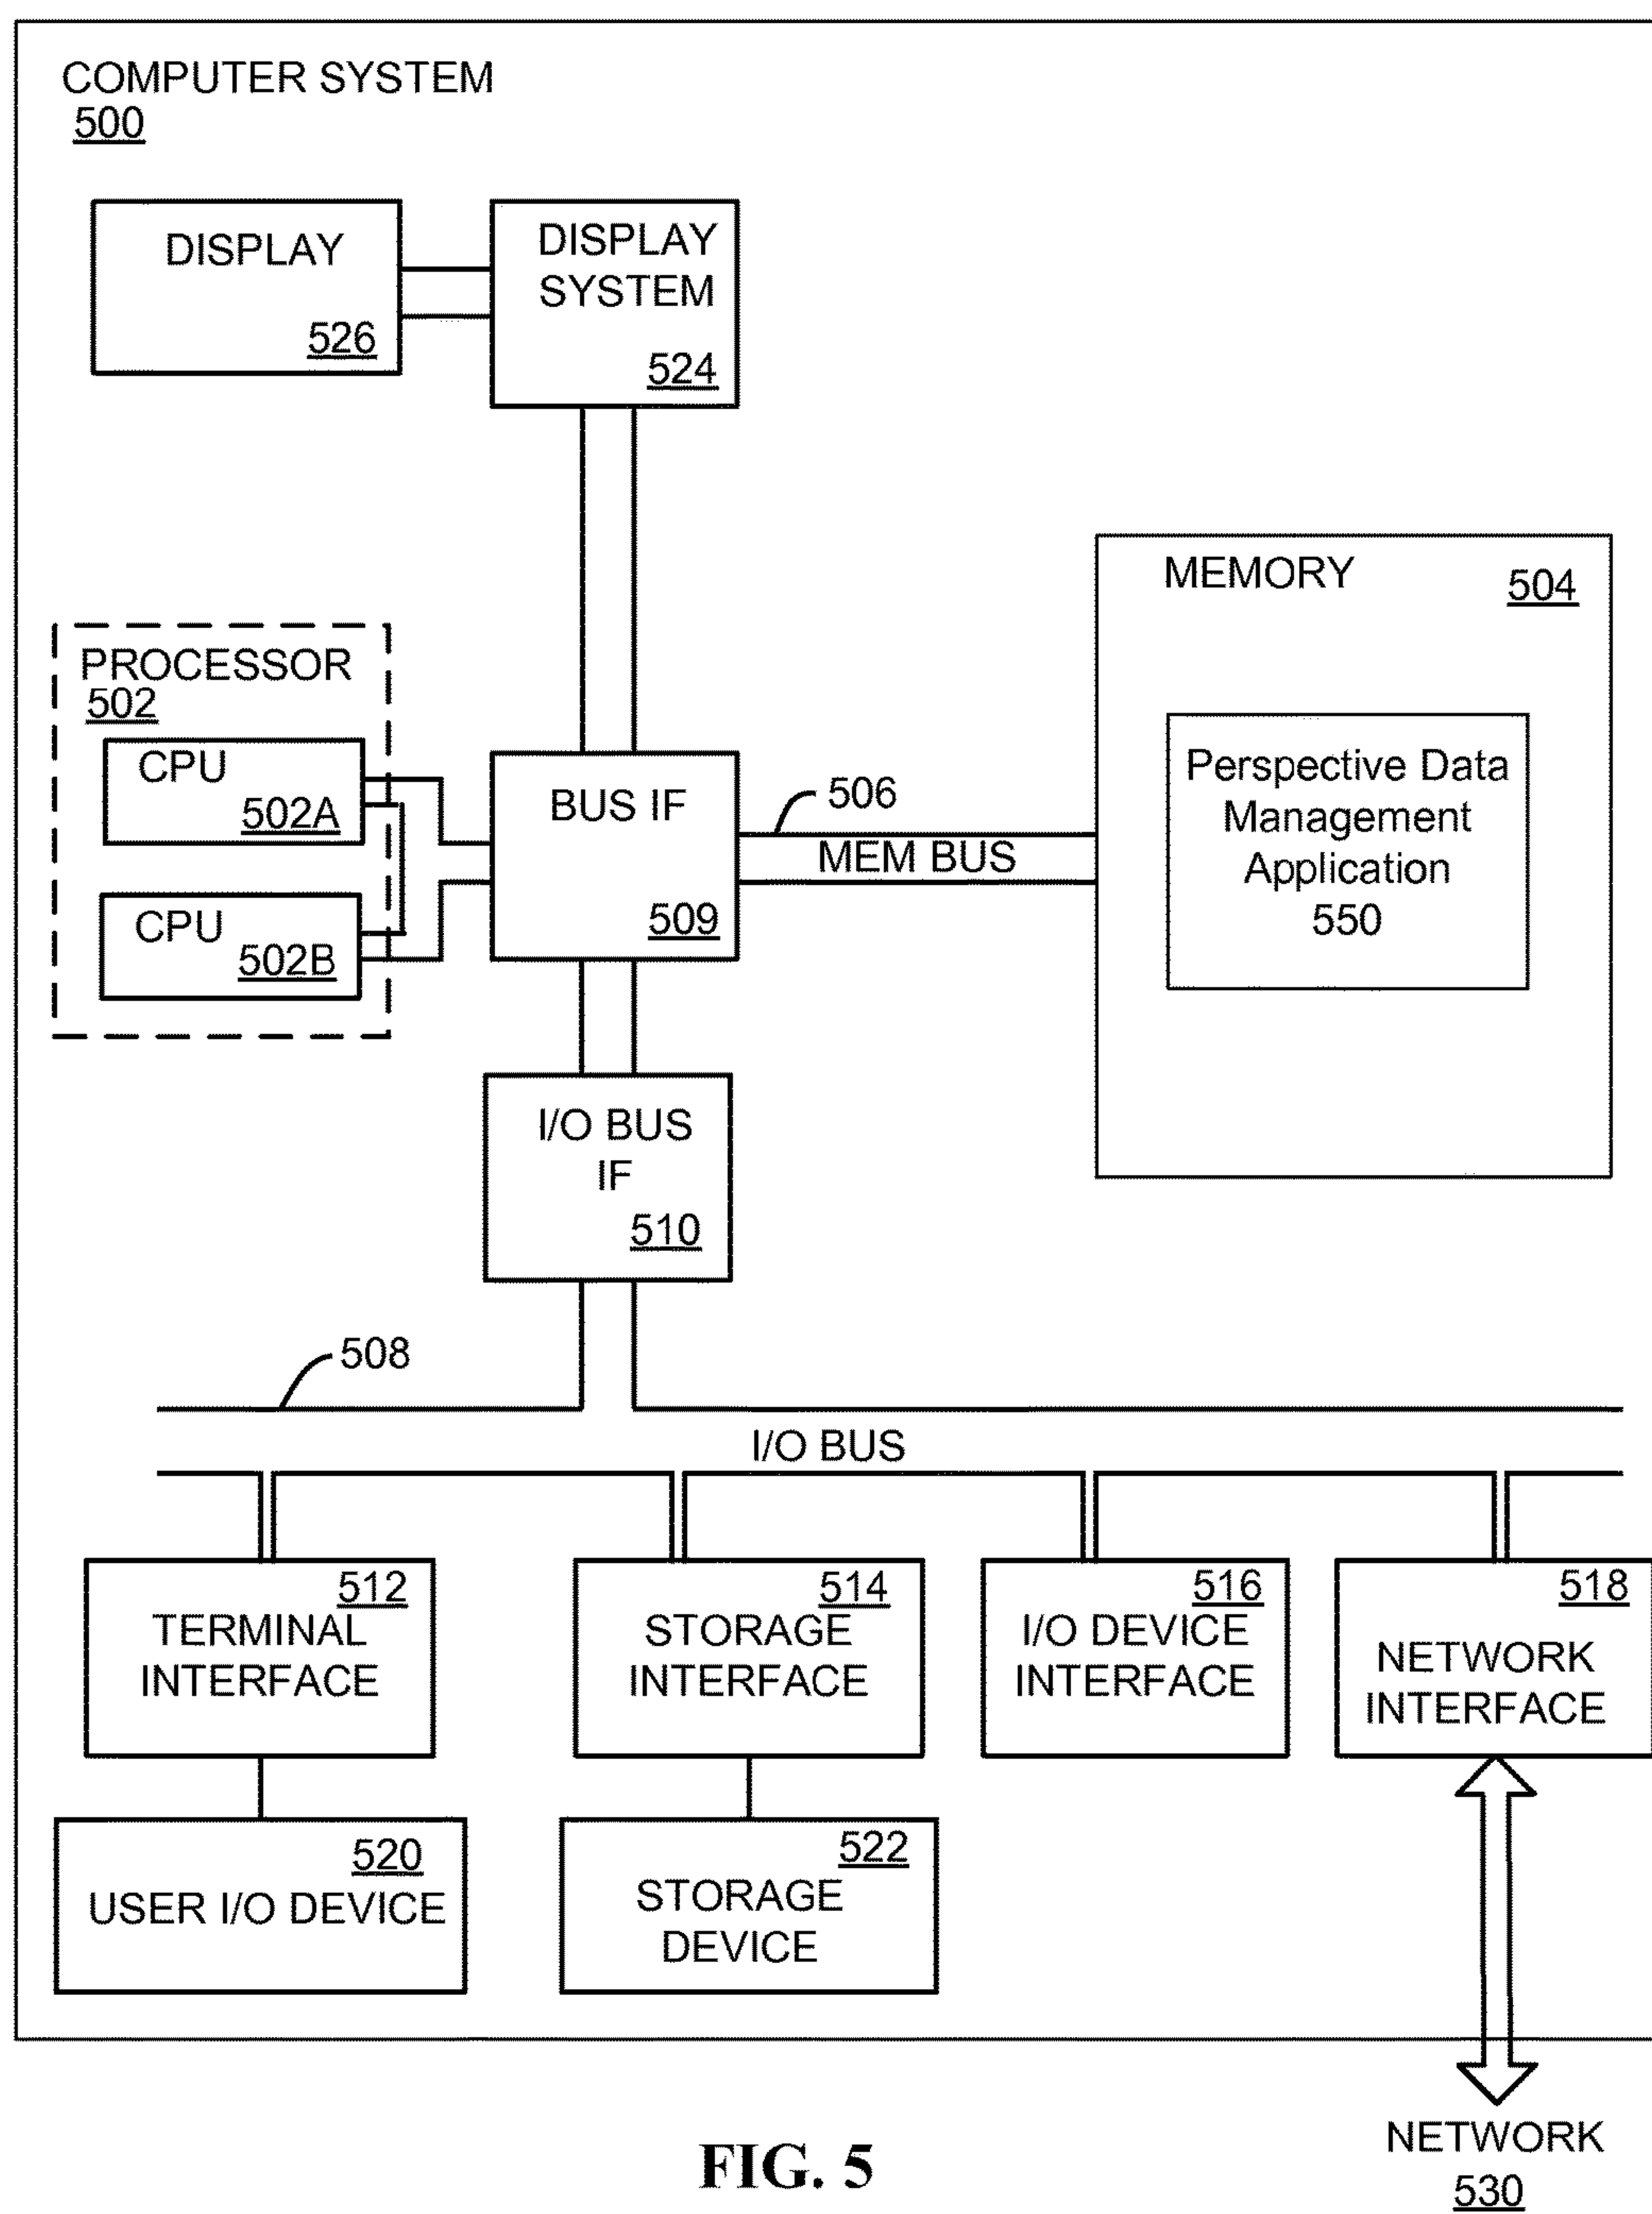 COMPUTER SYSTEM
500
DISPLAY
526
DISPLAY
SYSTEM
524
PROCESSOR
502
CPU
502A
CPU
502B
BUS IF
509
506
MEM BUS
MEMORY
504
Perspective Data
Management
Application
550
I/O BUS
IF
510
508
I/O BUS
512
TERMINAL
INTERFACE
514
STORAGE
INTERFACE
516
I/O DEVICE
INTERFACE
518
NETWORK
INTERFACE
520
USER I/O DEVICE
522
STORAGE
DEVICE
NETWORK
530
FIG. 5